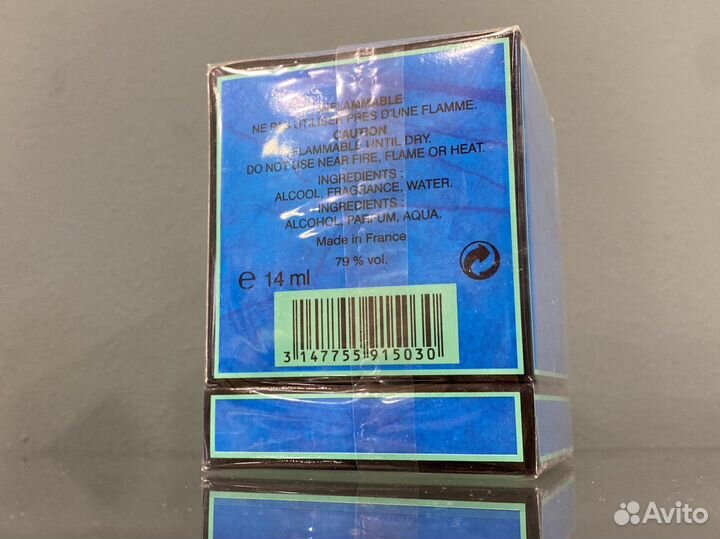 INFLAMMABLE
NE PAS UTILISER PRÈS D'UNE FLAMME.
CAUTION
FLAMMABLE UNTIL DRY.
DO NOT USE NEAR FIRE, FLAME OR HEAT.
INGREDIENTS :
ALCOOL, FRAGRANCE, WATER.
INGREDIENTS :
ALCOHOL, PARFUM, AQUA.
Made in France
79 % vol.
e 14 ml
3 147755 915030
Avito